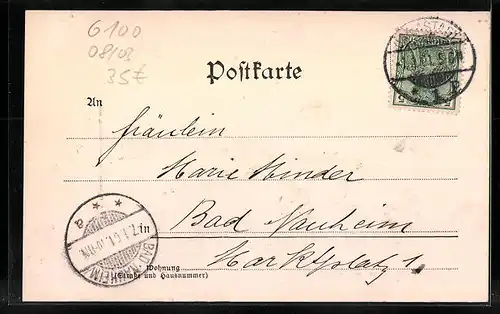 6100
08/03
35€
Postkarte
An
Fräulein
Marie Hinder
in
Bad Nauheim
Marktplatz 1.
Wohnung
(Straße und Hausnummer)
BAD-NAUHEIM
* * a